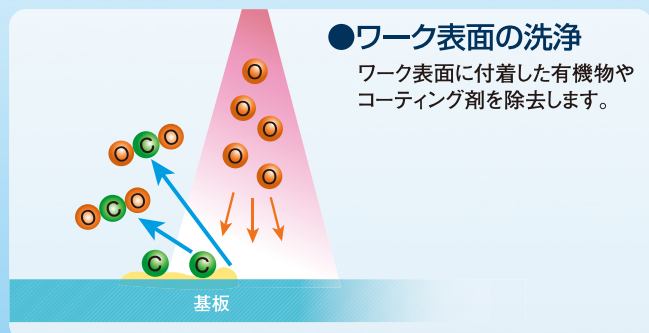 ●ワーク表面の洗浄
ワーク表面に付着した有機物や
コーティング剤を除去します。
O
O
O
O
O
O C O
O C O
C C
基板